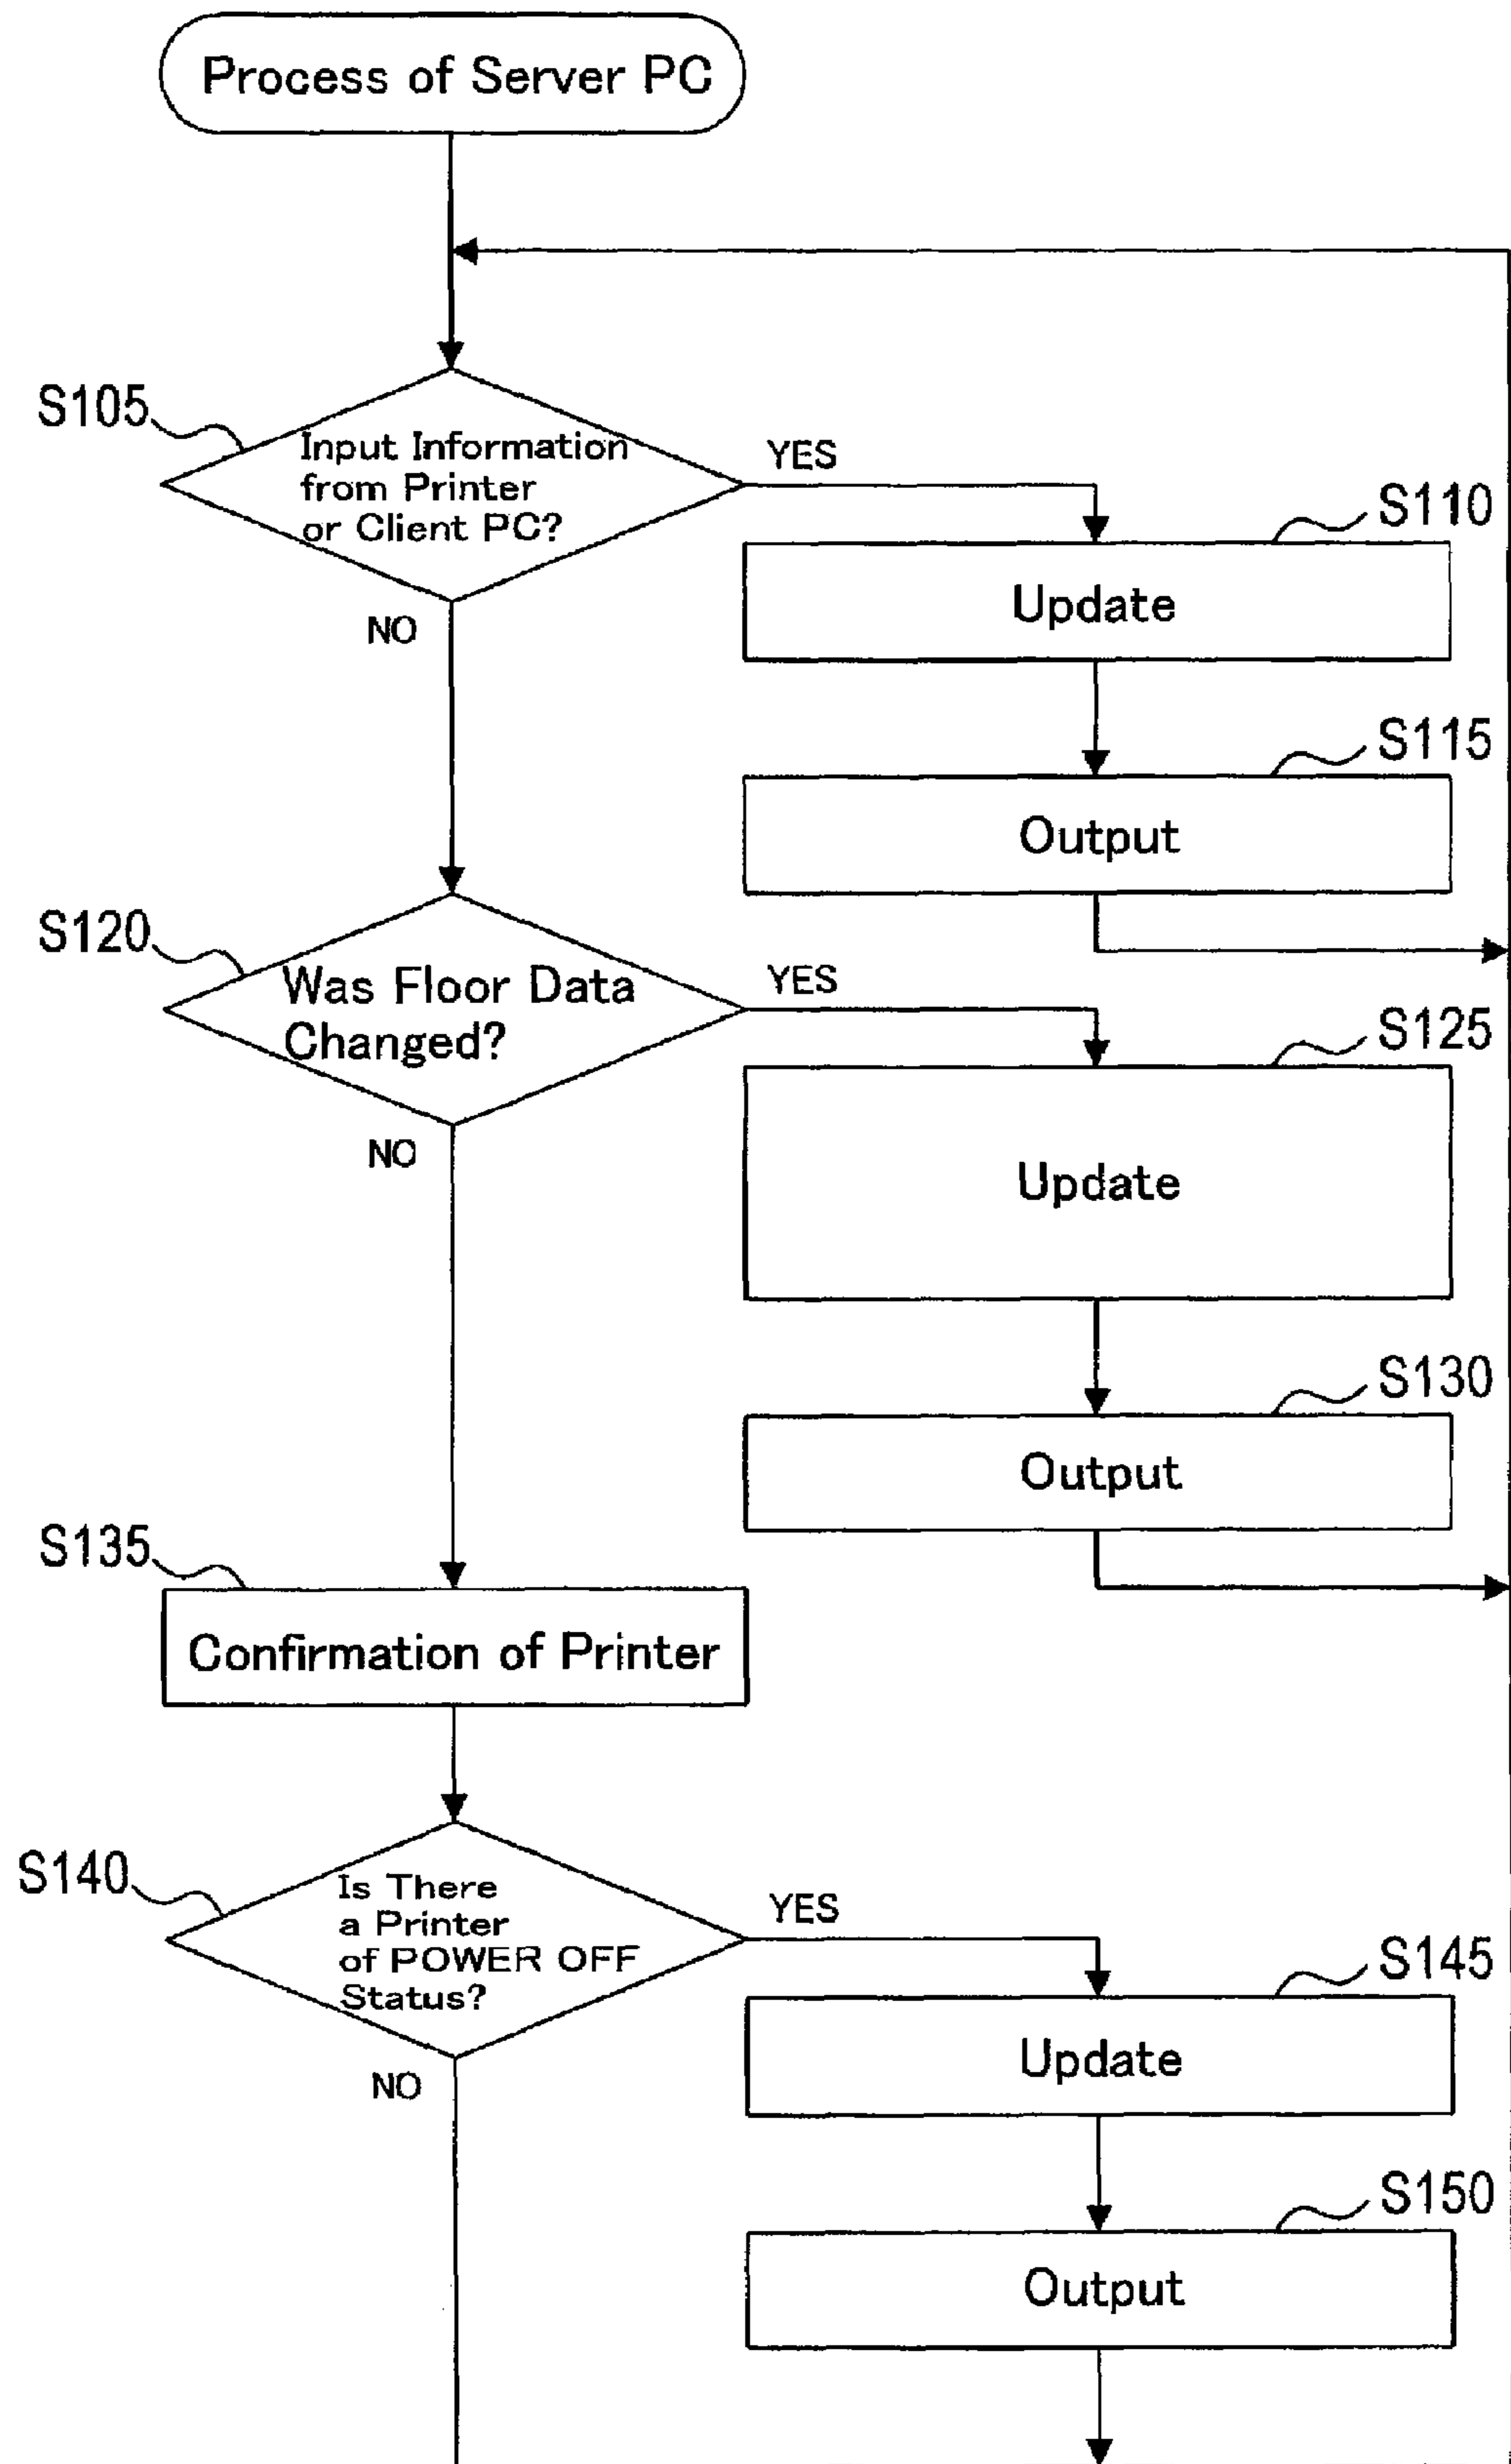 Process of Server PC
S105
Input Information
from Printer
or Client PC?
YES
NO
S110
Update
S115
Output
S120
Was Floor Data
Changed?
YES
NO
S125
Update
S130
Output
S135
Confirmation of Printer
S140
Is There
a Printer
of POWER OFF
Status?
YES
NO
S145
Update
S150
Output